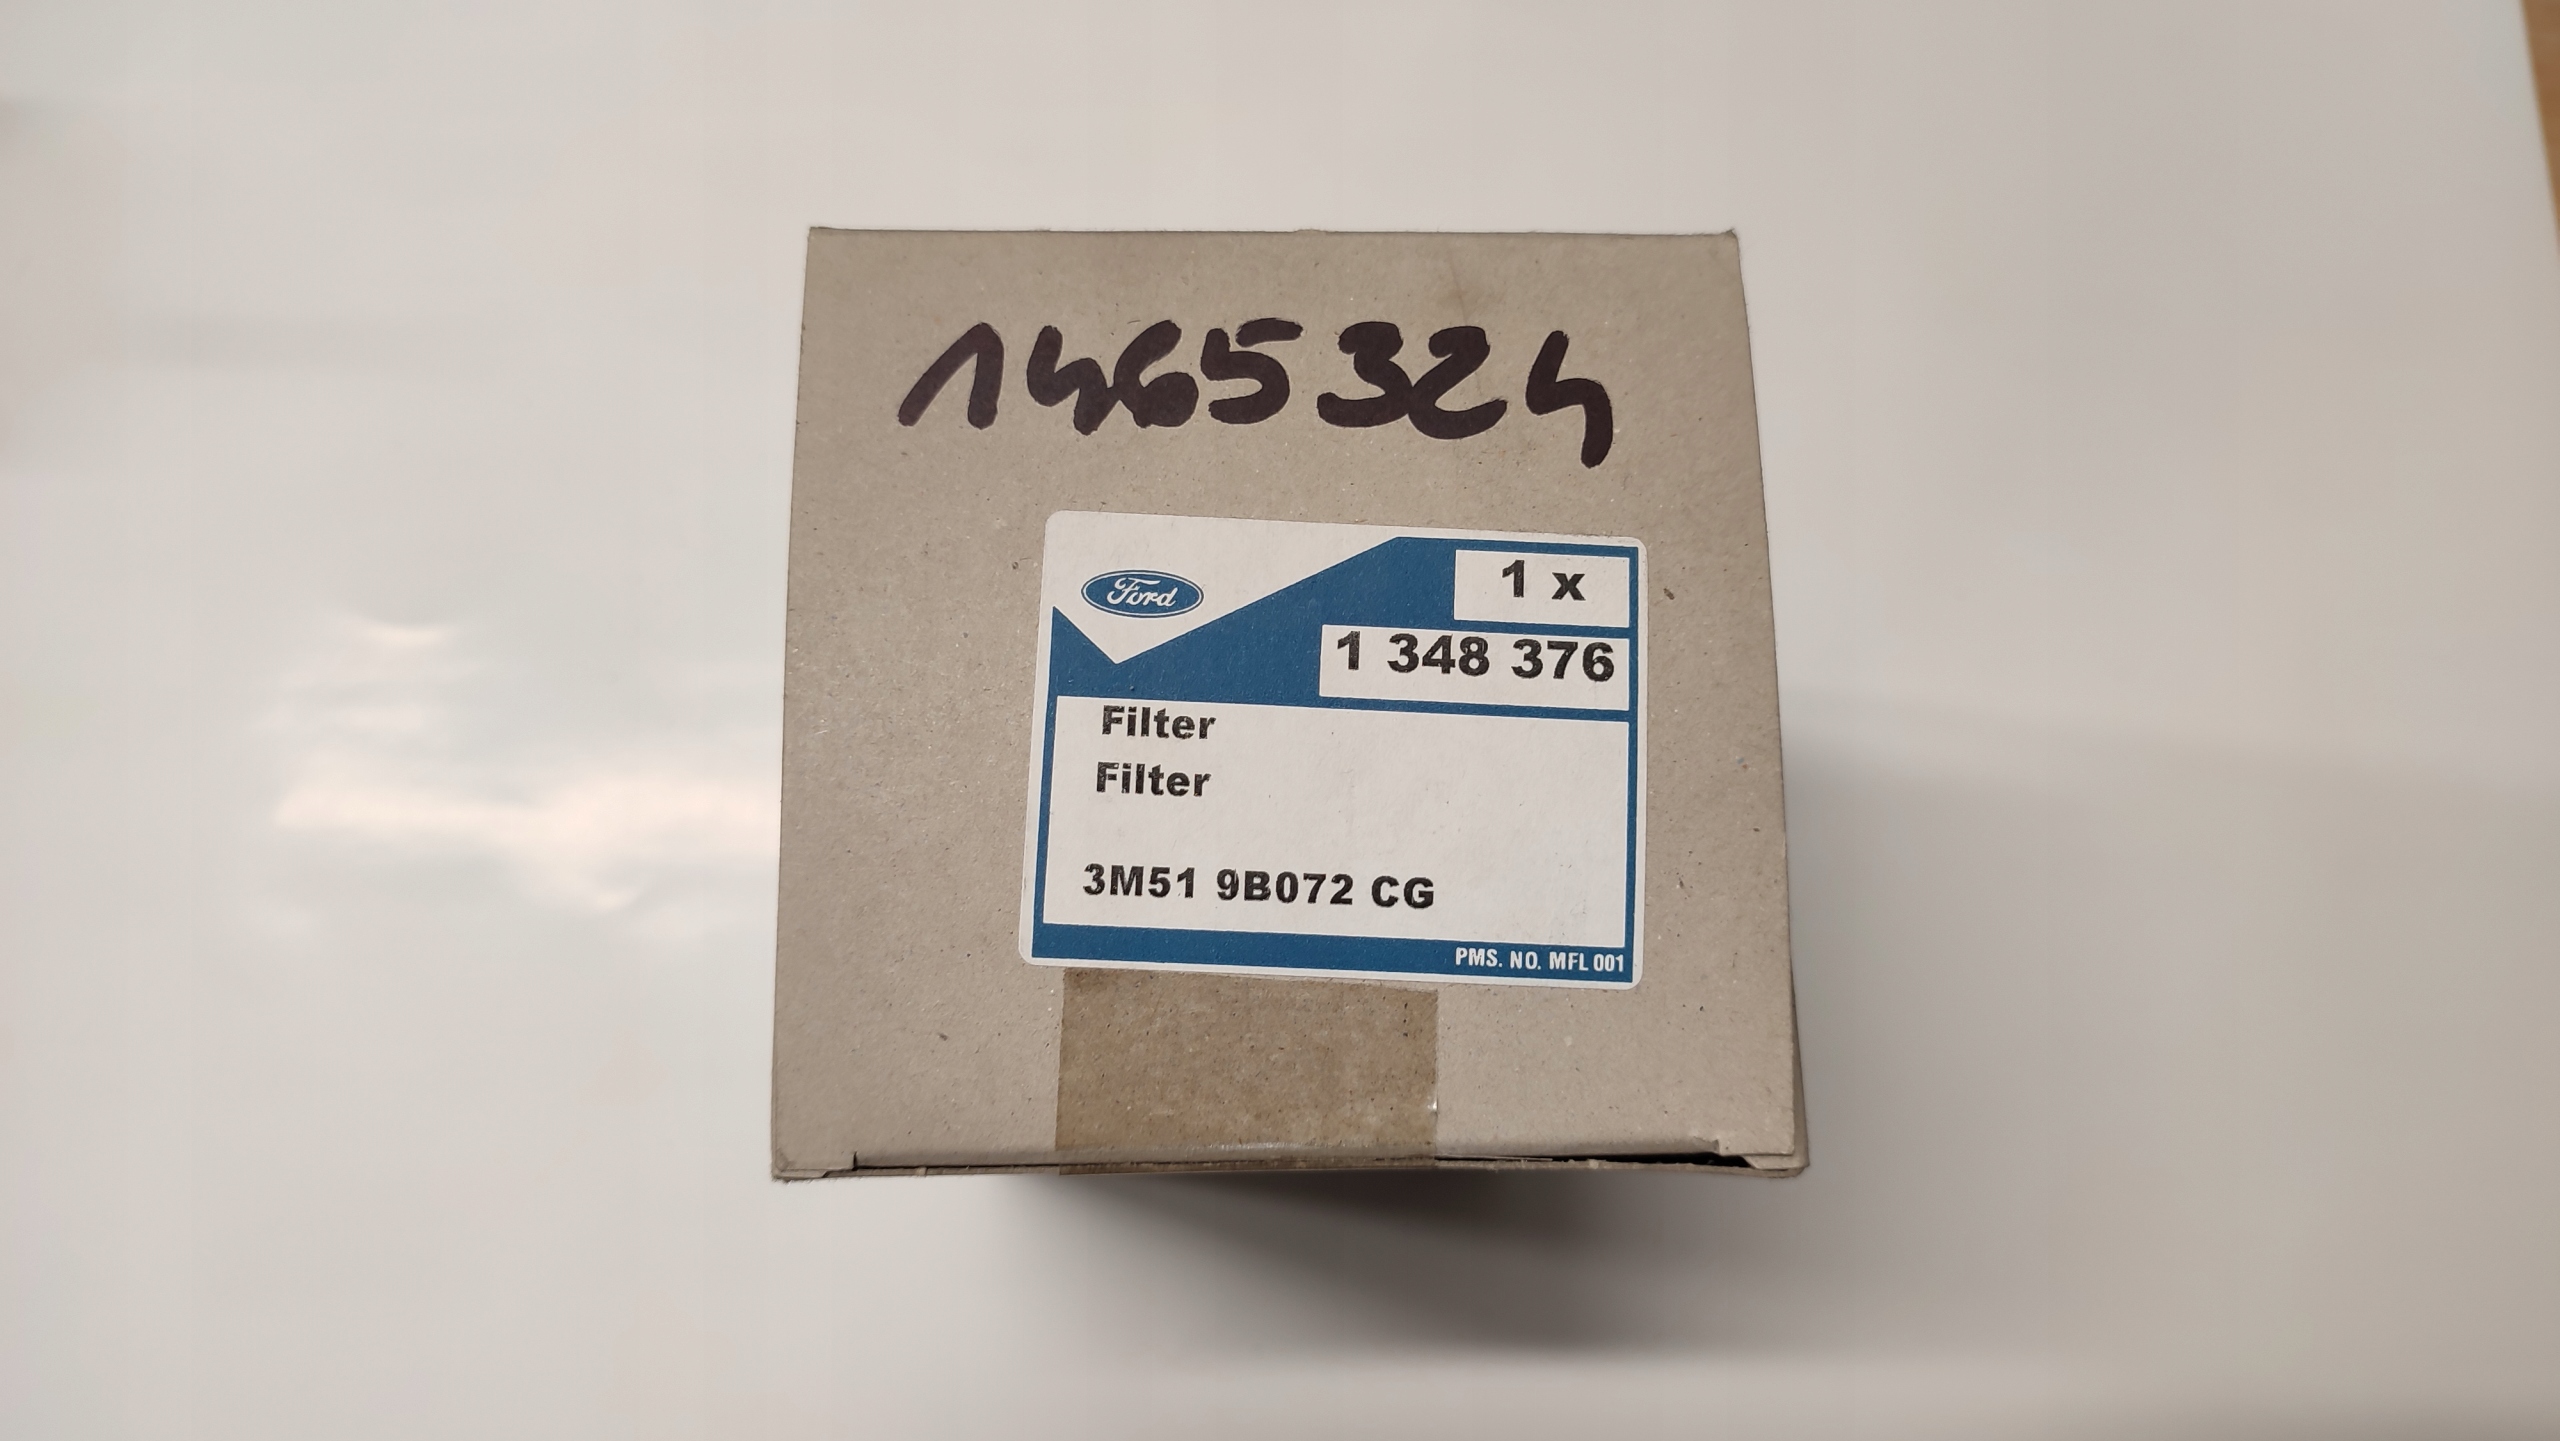 1465324
Ford
1 x
1 348 376
Filter
Filter
3M51 9B072 CG
PMS. NO. MFL 001